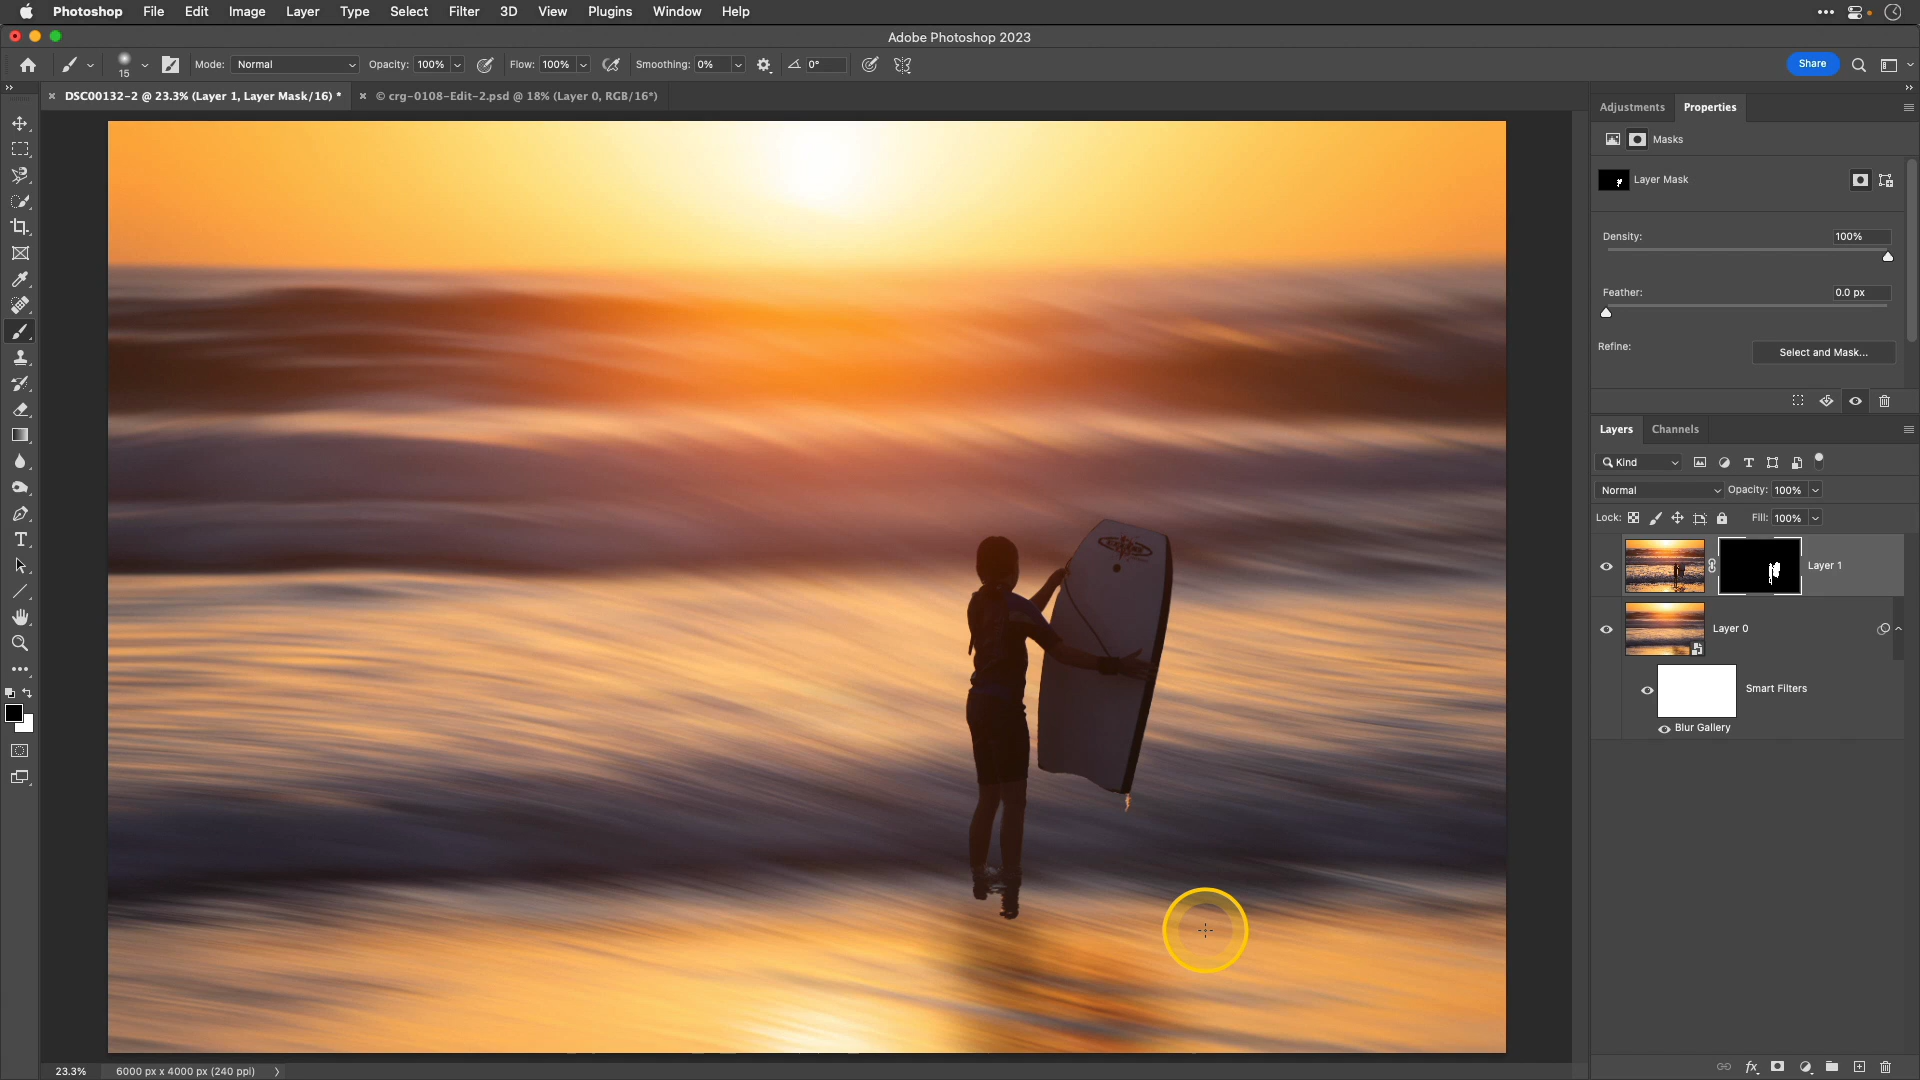 Photoshop File Edit Image Layer Type Select Filter 3D View Plugins Window Help
Adobe Photoshop 2023
15 Mode: Normal Opacity: 100% Flow: 100% Smoothing: 0% 0° Share
DSC00132-2 @ 23.3% (Layer 1, Layer Mask/16) * © crg-0108-Edit-2.psd @ 18% (Layer 0, RGB/16*)
Adjustments Properties
Masks
Layer Mask
Density: 100%
Feather: 0.0 px
Refine:
Select and Mask...
Layers Channels
Kind
Normal Opacity: 100%
Lock: Fill: 100%
Layer 1
Layer 0
Smart Filters
Blur Gallery
23.3% 6000 px x 4000 px (240 ppi)